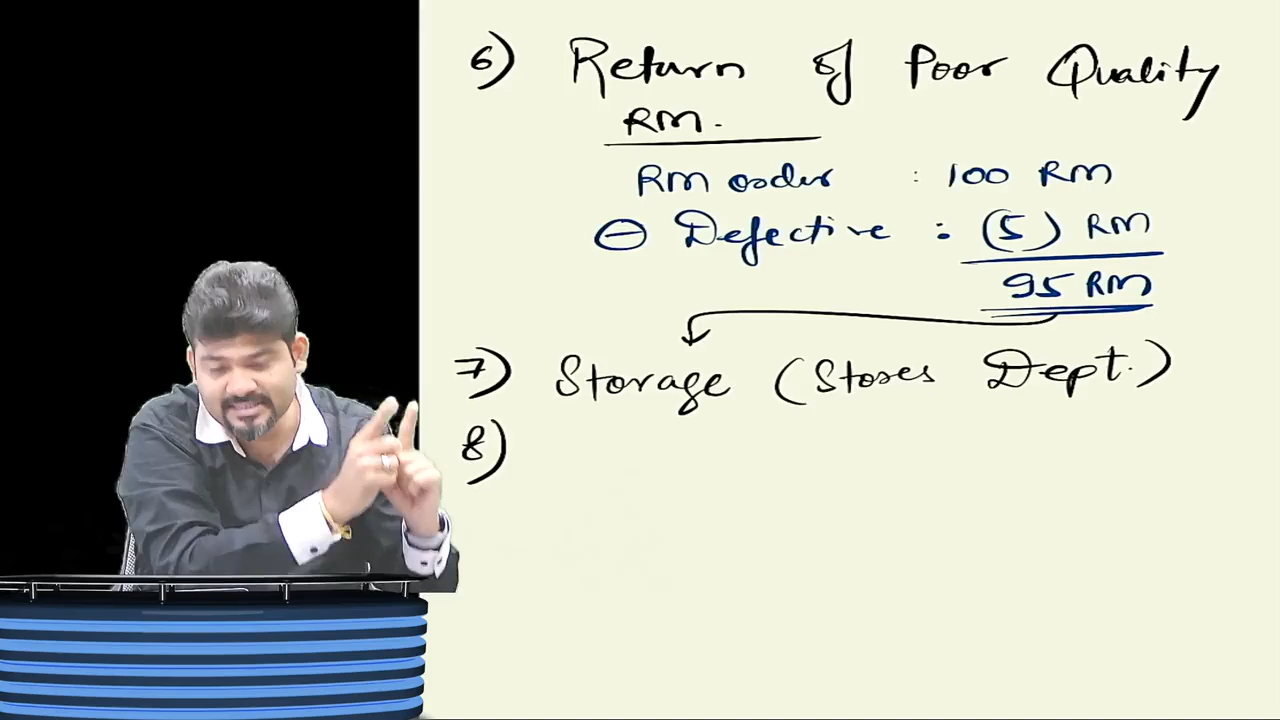 6) Return of Poor Quality
RM.
RM order : 100 RM
⊖ Defective : (5) RM
95 RM
7) Storage (Stores Dept.)
8)